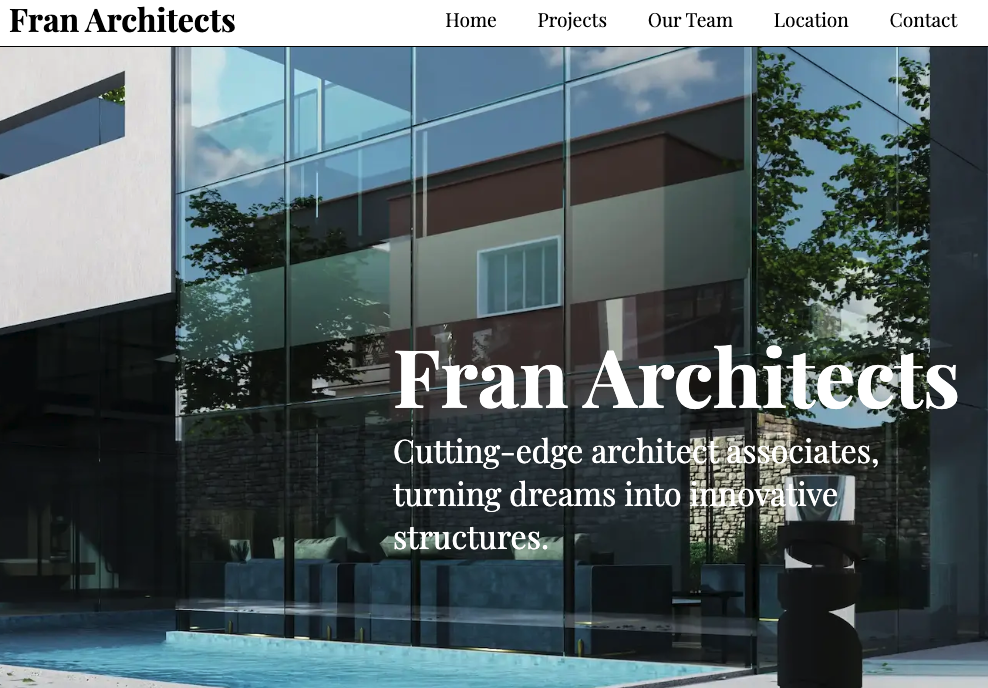 Fran Architects
Home Projects Our Team Location Contact
Fran Architects
Cutting-edge architect associates,
turning dreams into innovative
structures.